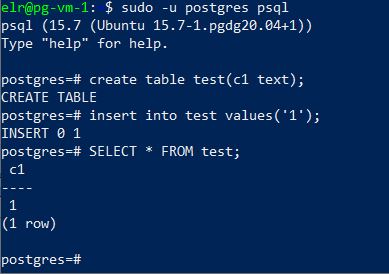 elr@pg-vm-1: $ sudo -u postgres psql
psql (15.7 (Ubuntu 15.7-1.pgdg20.04+1))
Type "help" for help.

postgres=# create table test(c1 text);
CREATE TABLE
postgres=# insert into test values('1');
INSERT 0 1
postgres=# SELECT * FROM test;
 c1
----
 1
(1 row)

postgres=#